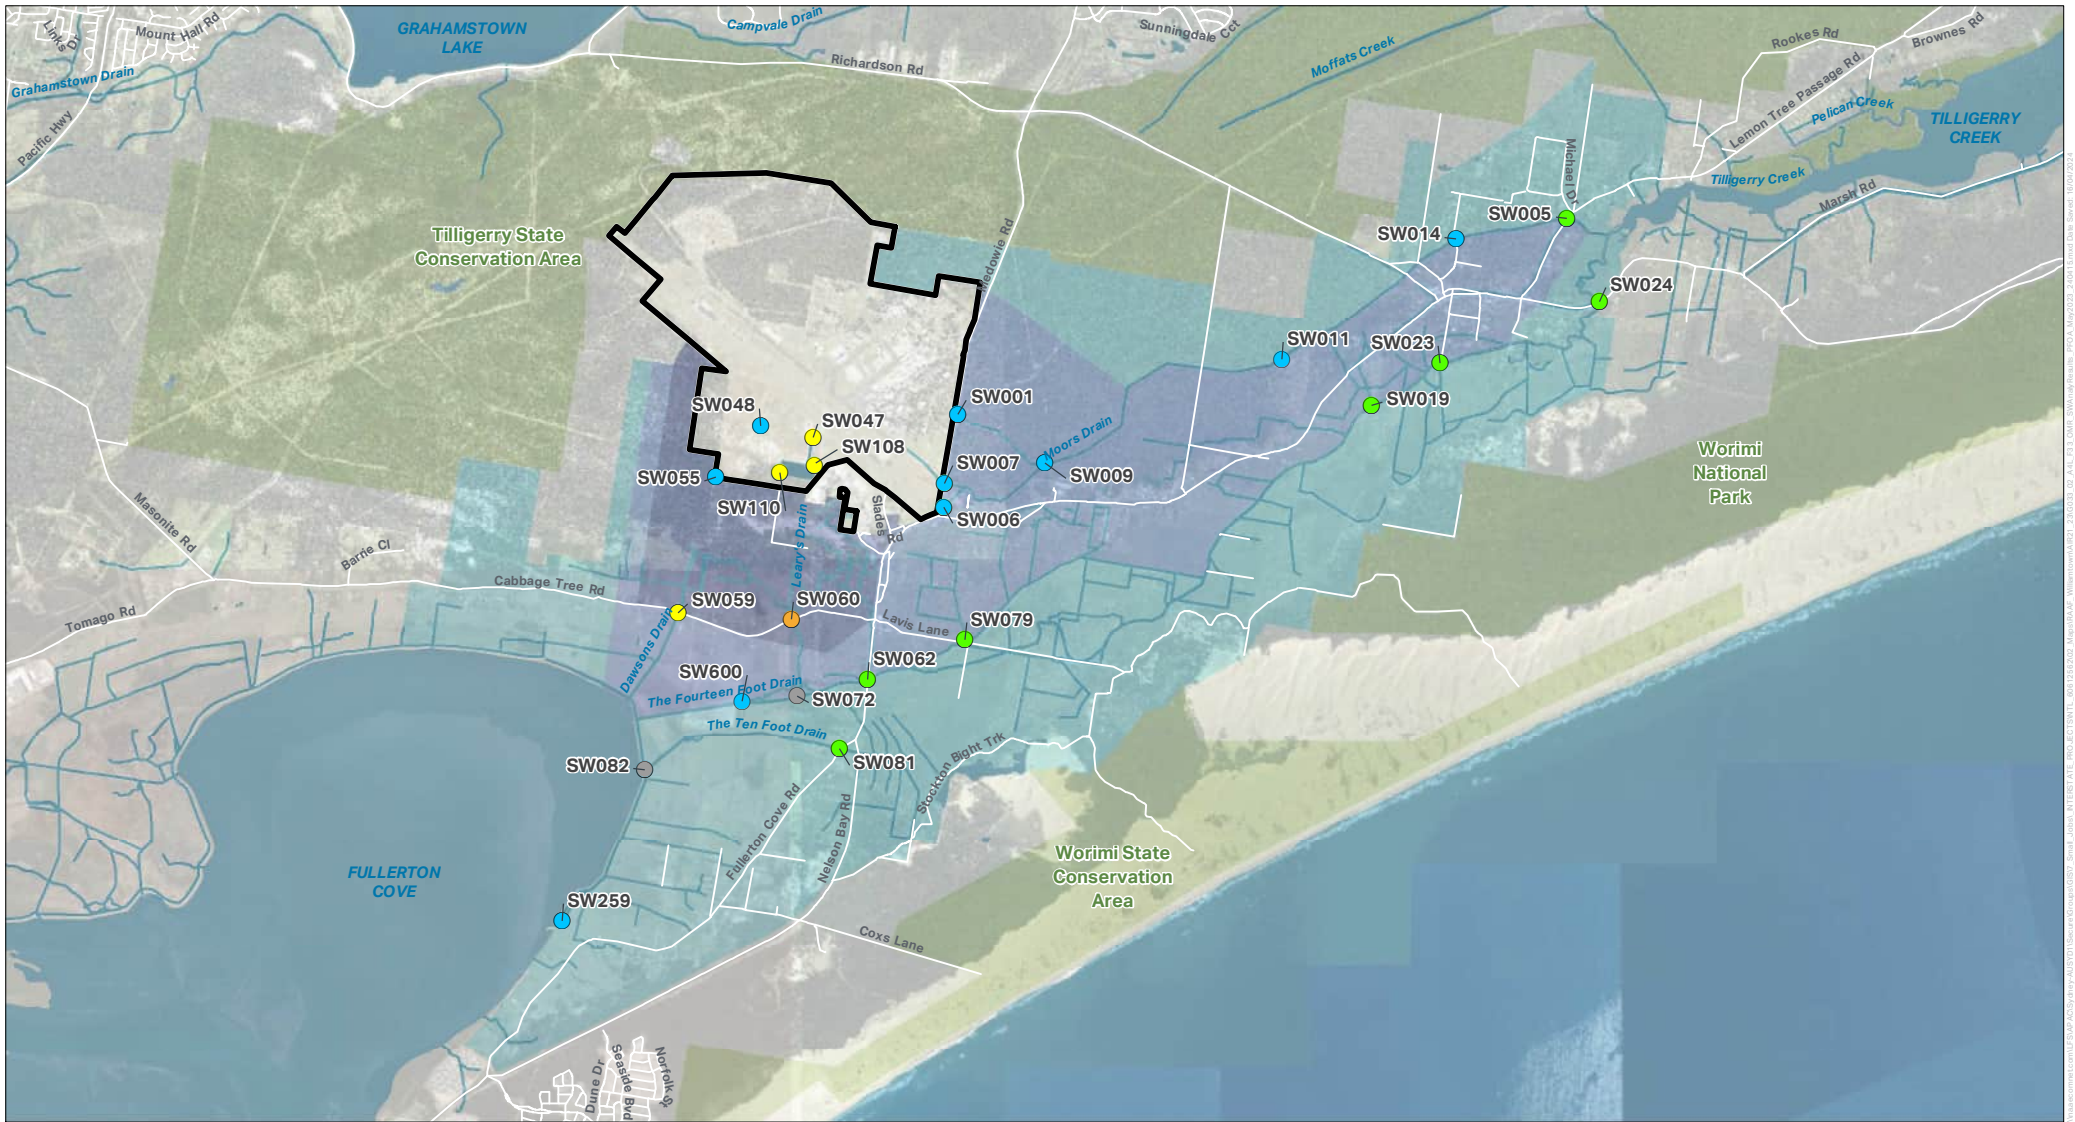 GRAHAMSTOWN
LAKE
Campvale Drain
Sunningdale Cct
Links Dr
Mount Hall Rd
Grahamstown Drain
Pacific Hwy
Richardson Rd
Moffats Creek
Rookes Rd
Brownes Rd
Lemon Tree Passage Rd
Pelican Creek
TILLIGERRY
CREEK
Tilligerry Creek
Marsh Rd
Michael Dr
Tilligerry State
Conservation Area
Medowie Rd
SW005
SW014
SW024
SW011
SW023
SW019
SW001
SW048
SW047
SW108
SW007
SW009
Moors Drain
SW055
SW110
SW006
Slades Rd
Leary's Drain
Worimi
National
Park
Masonite Rd
Barrie Cl
Cabbage Tree Rd
Tomago Rd
SW059
SW060
Lavis Lane
SW079
Dawsons Drain
SW062
SW600
The Fourteen Foot Drain
SW072
The Ten Foot Drain
SW082
SW081
Stockton Bight Trk
Fullerton Cove Rd
Nelson Bay Rd
Worimi State
Conservation
Area
FULLERTON
COVE
SW259
Coxs Lane
Dune Dr
Seaside Bvd
Norfolk St